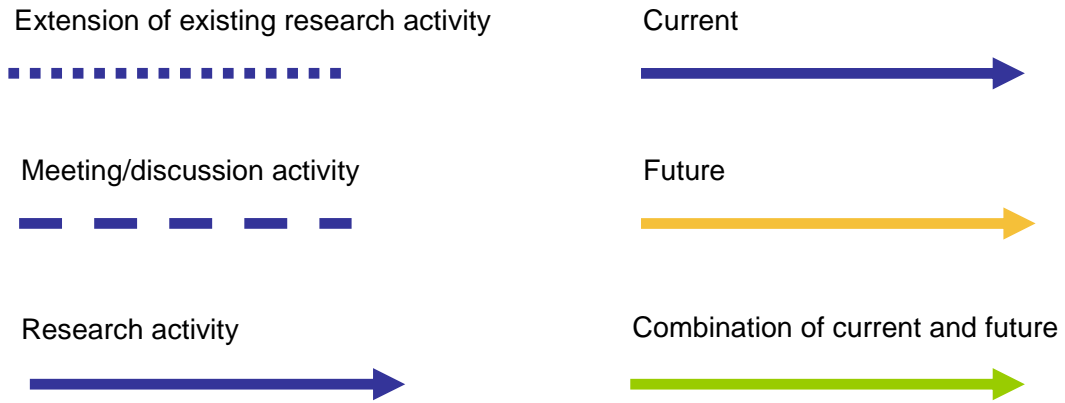 Extension of existing research activity
Current
Meeting/discussion activity
Future
Research activity
Combination of current and future